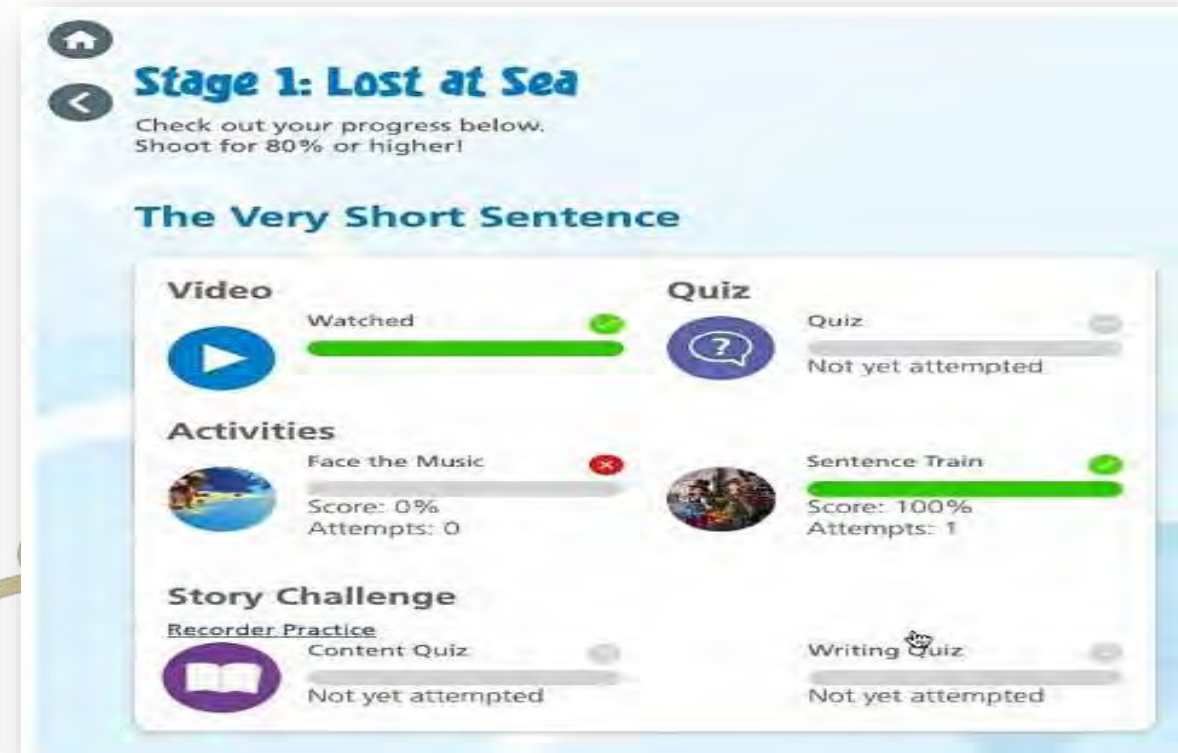 Stage 1: Lost at Sea
Check out your progress below.
Shoot for 80% or higher!
The Very Short Sentence
Video
Watched
Quiz
Quiz
Not yet attempted
Activities
Face the Music
Score: 0%
Attempts: 0
Sentence Train
Score: 100%
Attempts: 1
Story Challenge
Recorder Practice
Content Quiz
Not yet attempted
Writing Quiz
Not yet attempted